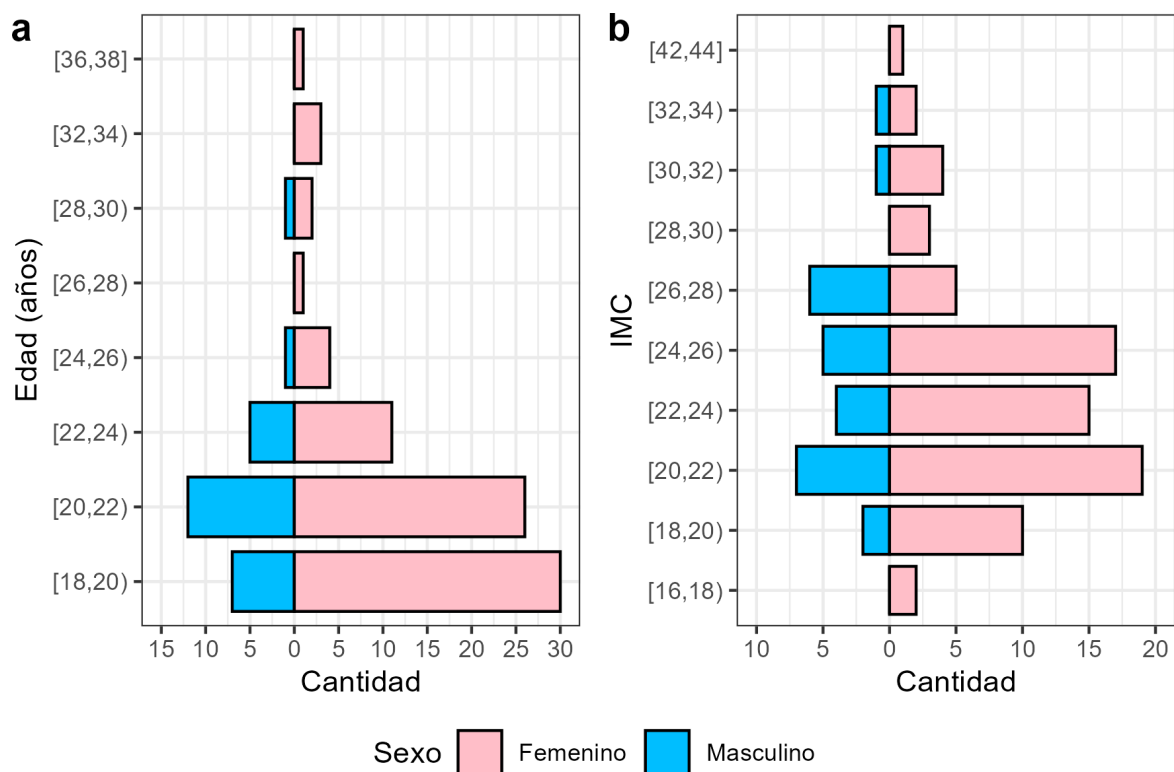 a
Edad (años)
[36,38]
[32,34)
[28,30)
[26,28)
[24,26)
[22,24)
[20,22)
[18,20)
15 10 5 0 5 10 15 20 25 30
Cantidad
b
IMC
[42,44]
[32,34)
[30,32)
[28,30)
[26,28)
[24,26)
[22,24)
[20,22)
[18,20)
[16,18)
10 5 0 5 10 15 20
Cantidad
Sexo Femenino Masculino